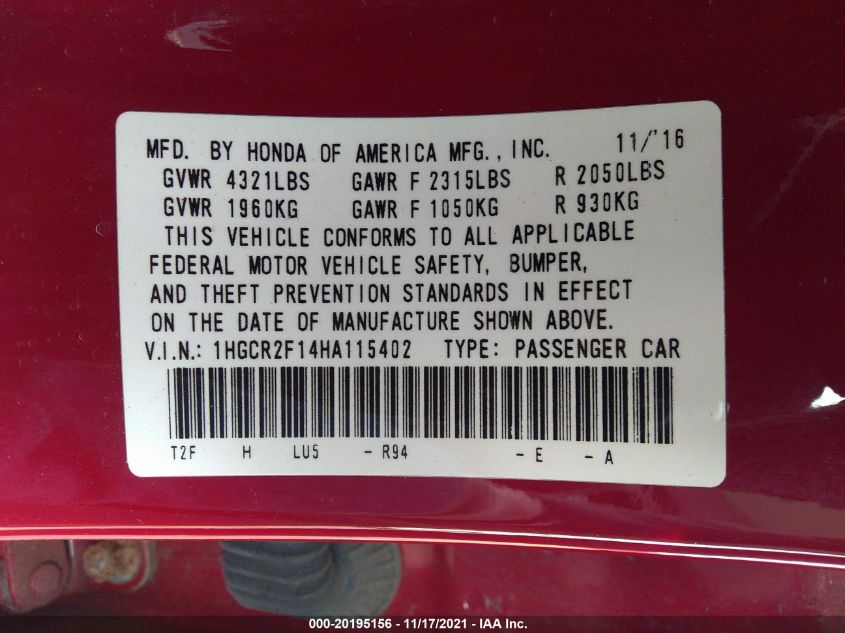 MFD. BY HONDA OF AMERICA MFG., INC. 11/'16
GVWR 4321LBS GAWR F 2315LBS R 2050LBS
GVWR 1960KG GAWR F 1050KG R 930KG
THIS VEHICLE CONFORMS TO ALL APPLICABLE
FEDERAL MOTOR VEHICLE SAFETY, BUMPER,
AND THEFT PREVENTION STANDARDS IN EFFECT
ON THE DATE OF MANUFACTURE SHOWN ABOVE.
V.I.N.: 1HGCR2F14HA115402 TYPE: PASSENGER CAR
T2F H LU5 - R94 - E - A
000-20195156 - 11/17/2021 - IAA Inc.